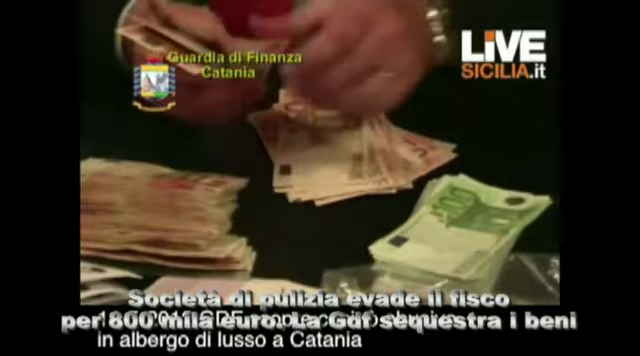 Guardia di Finanza
Catania
LiVE
SICILIA.it
100
Società di pulizia evade il fisco
per 800 mila euro. La Gdf sequestra i beni
in albergo di lusso a Catania